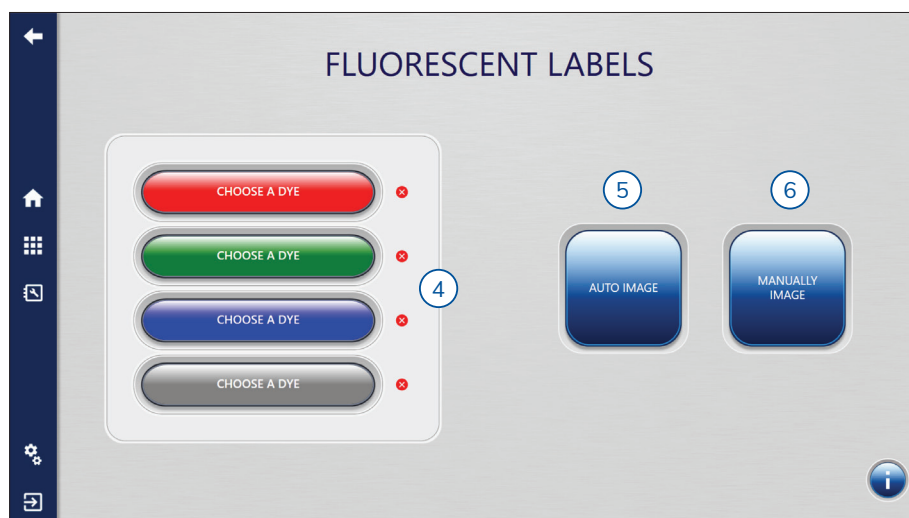 FLUORESCENT LABELS
CHOOSE A DYE
CHOOSE A DYE
CHOOSE A DYE
CHOOSE A DYE
4
5
AUTO IMAGE
6
MANUALLY
IMAGE
i